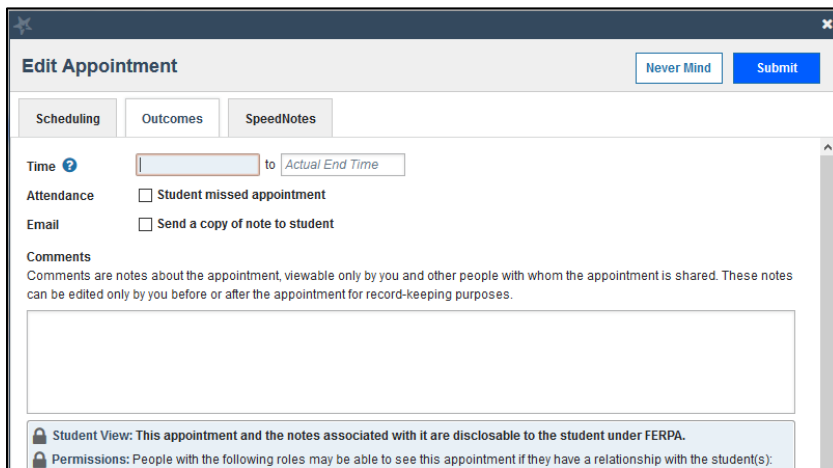 Edit Appointment
Never Mind
Submit
Scheduling
Outcomes
SpeedNotes
Time ? to Actual End Time
Attendance Student missed appointment
Email Send a copy of note to student
Comments
Comments are notes about the appointment, viewable only by you and other people with whom the appointment is shared. These notes
can be edited only by you before or after the appointment for record-keeping purposes.
Student View: This appointment and the notes associated with it are disclosable to the student under FERPA.
Permissions: People with the following roles may be able to see this appointment if they have a relationship with the student(s):